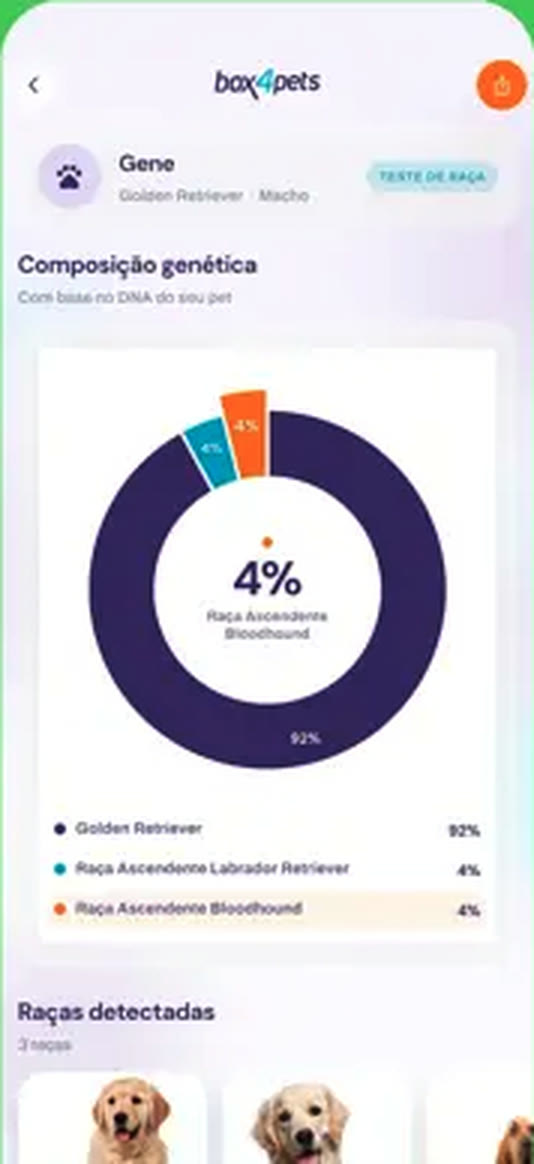 box4pets
Gene
Golden Retriever · Macho
TESTE DE RAÇA
Composição genética
Com base no DNA do seu pet
4%
4%
4%
Raça Ascendente
Bloodhound
92%
Golden Retriever 92%
Raça Ascendente Labrador Retriever 4%
Raça Ascendente Bloodhound 4%
Raças detectadas
3 raças